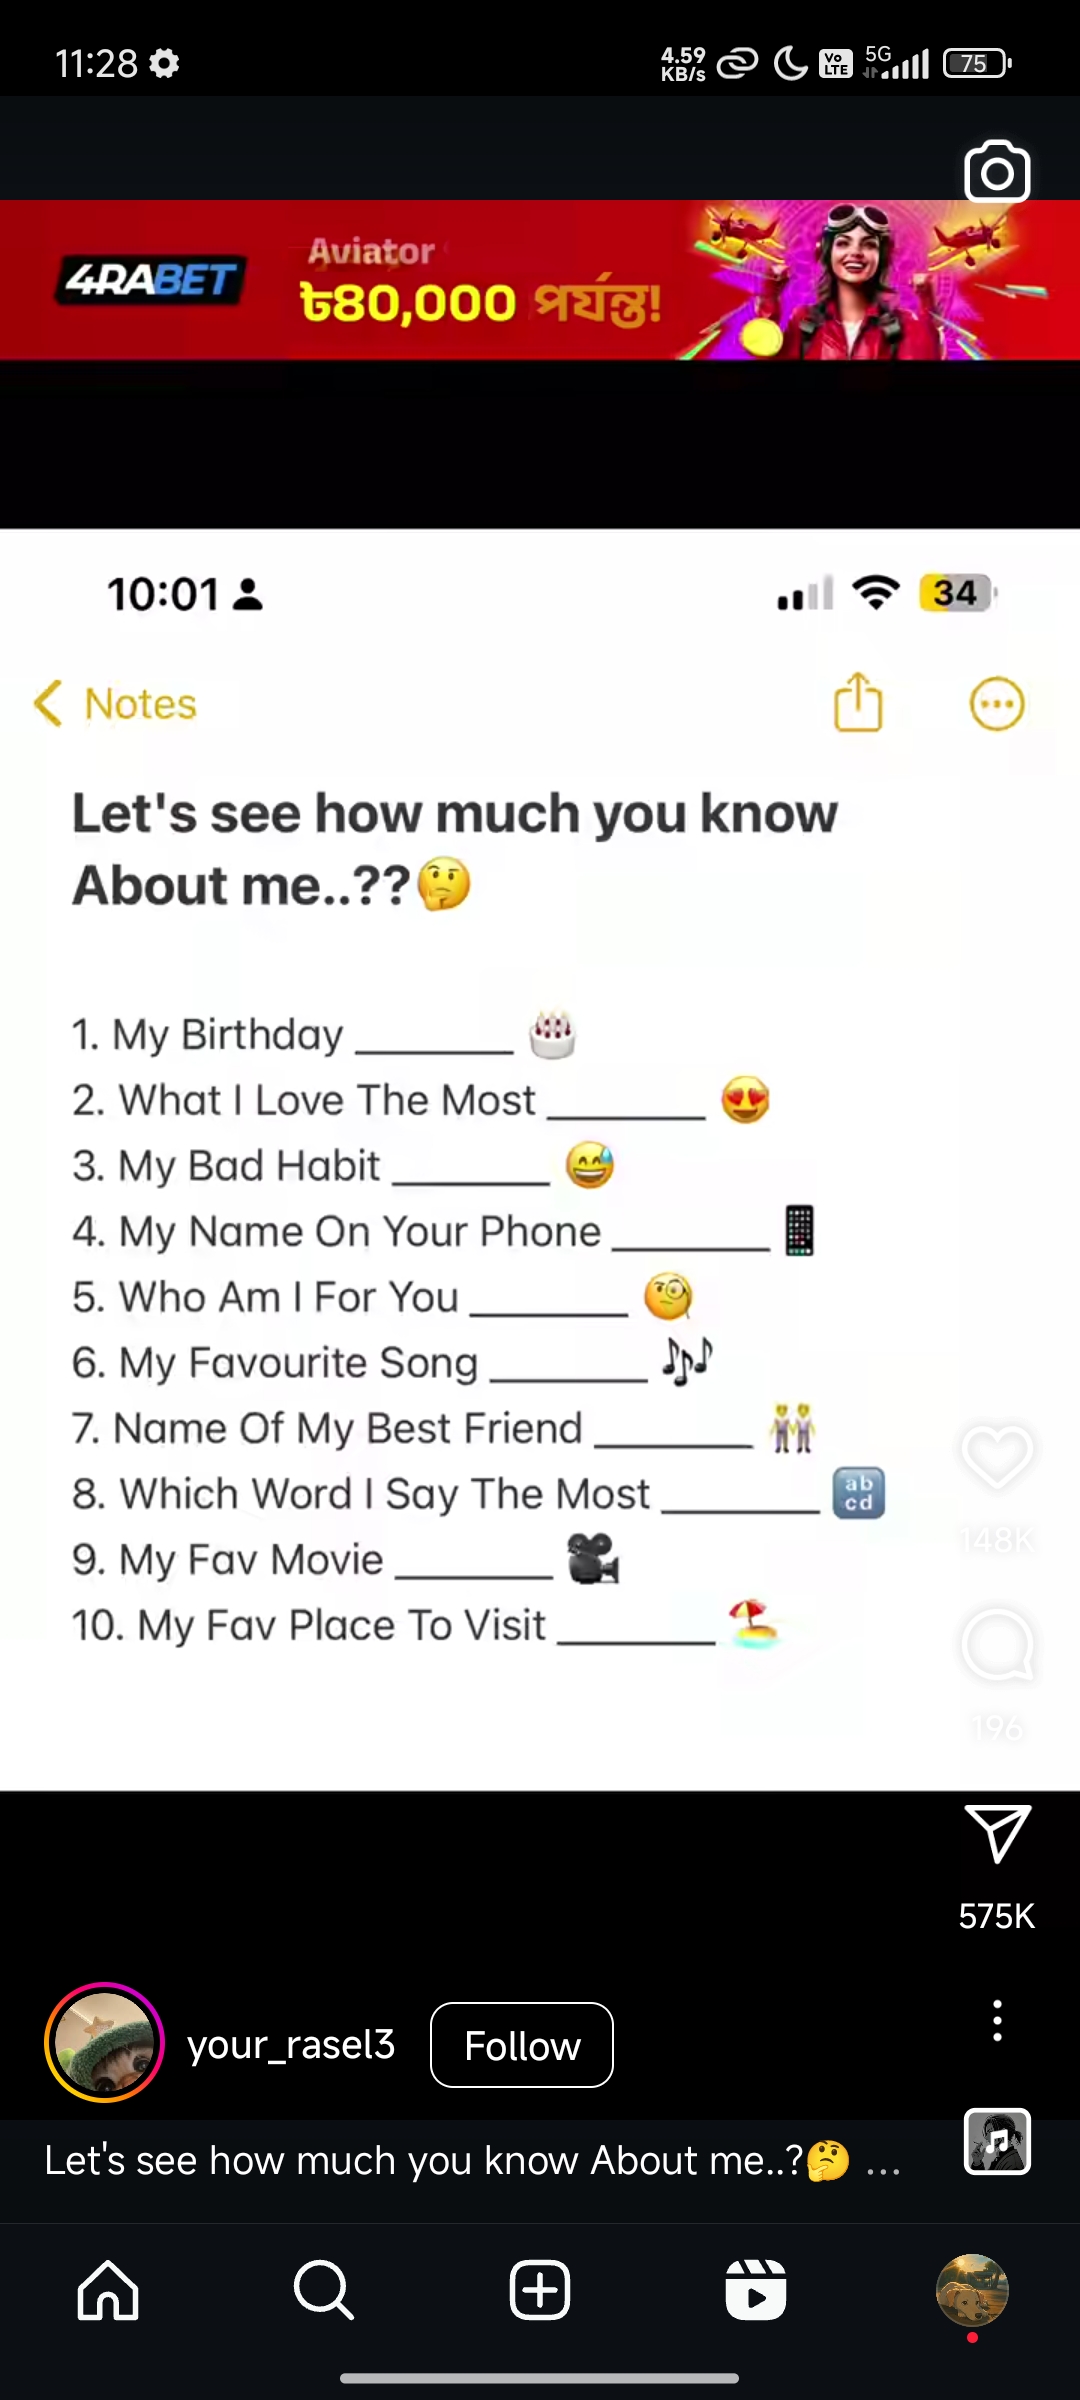 11:28
4.59
KB/s
Vo
LTE
5G
75
4RABET
Aviator
৳80,000 পর্যন্ত!
10:01
34
Notes
Let's see how much you know
About me..??🤔
1. My Birthday ________ 🎂
2. What I Love The Most ________ 😍
3. My Bad Habit ________ 😅
4. My Name On Your Phone ________ 📱
5. Who Am I For You ________ 🧐
6. My Favourite Song ________ 🎶
7. Name Of My Best Friend ________ 👬
8. Which Word I Say The Most ________ 🔡
9. My Fav Movie ________ 🎥
10. My Fav Place To Visit ________ 🏖️
148K
196
575K
your_rasel3
Follow
Let's see how much you know About me..?🤔 ...